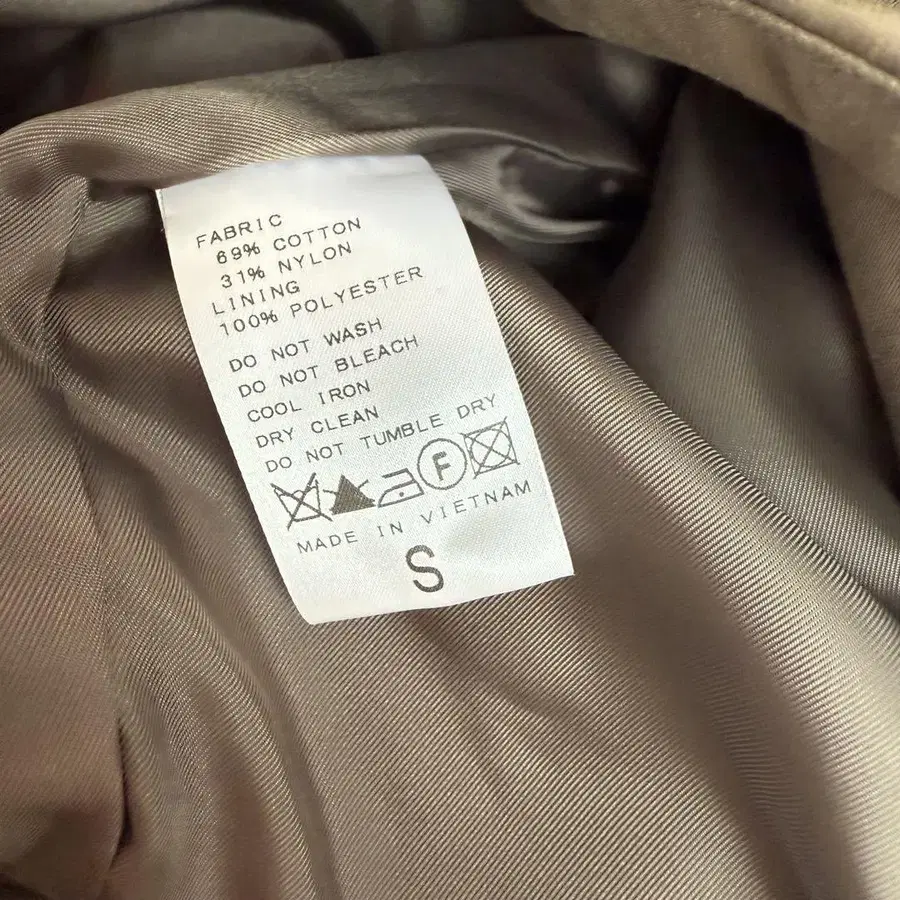 FABRIC
69% COTTON
31% NYLON
LINING
100% POLYESTER
DO NOT WASH
DO NOT BLEACH
COOL IRON
DRY CLEAN
DO NOT TUMBLE DRY
F
MADE IN VIETNAM
S